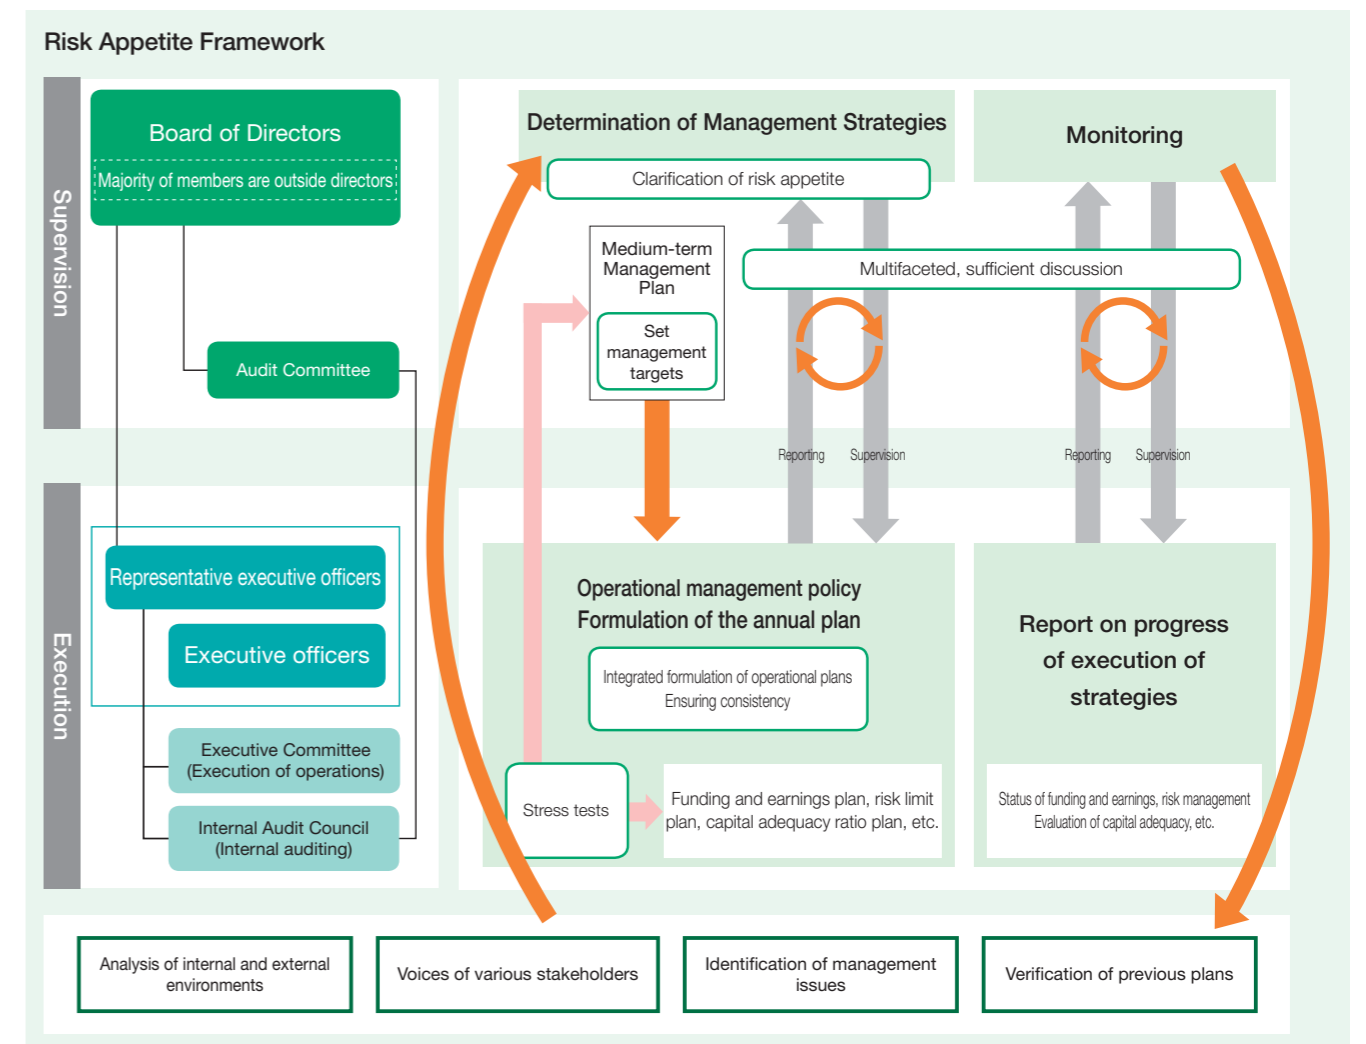 Risk Appetite Framework
Supervision
Board of Directors
Majority of members are outside directors
Audit Committee
Determination of Management Strategies
Clarification of risk appetite
Monitoring
Medium-term
Management
Plan
Set
management
targets
Multifaceted, sufficient discussion
Reporting
Supervision
Reporting
Supervision
Execution
Representative executive officers
Executive officers
Executive Committee
(Execution of operations)
Internal Audit Council
(Internal auditing)
Operational management policy
Formulation of the annual plan
Integrated formulation of operational plans
Ensuring consistency
Stress tests
Funding and earnings plan, risk limit
plan, capital adequacy ratio plan, etc.
Report on progress
of execution of
strategies
Status of funding and earnings, risk management
Evaluation of capital adequacy, etc.
Analysis of internal and external
environments
Voices of various stakeholders
Identification of management
issues
Verification of previous plans